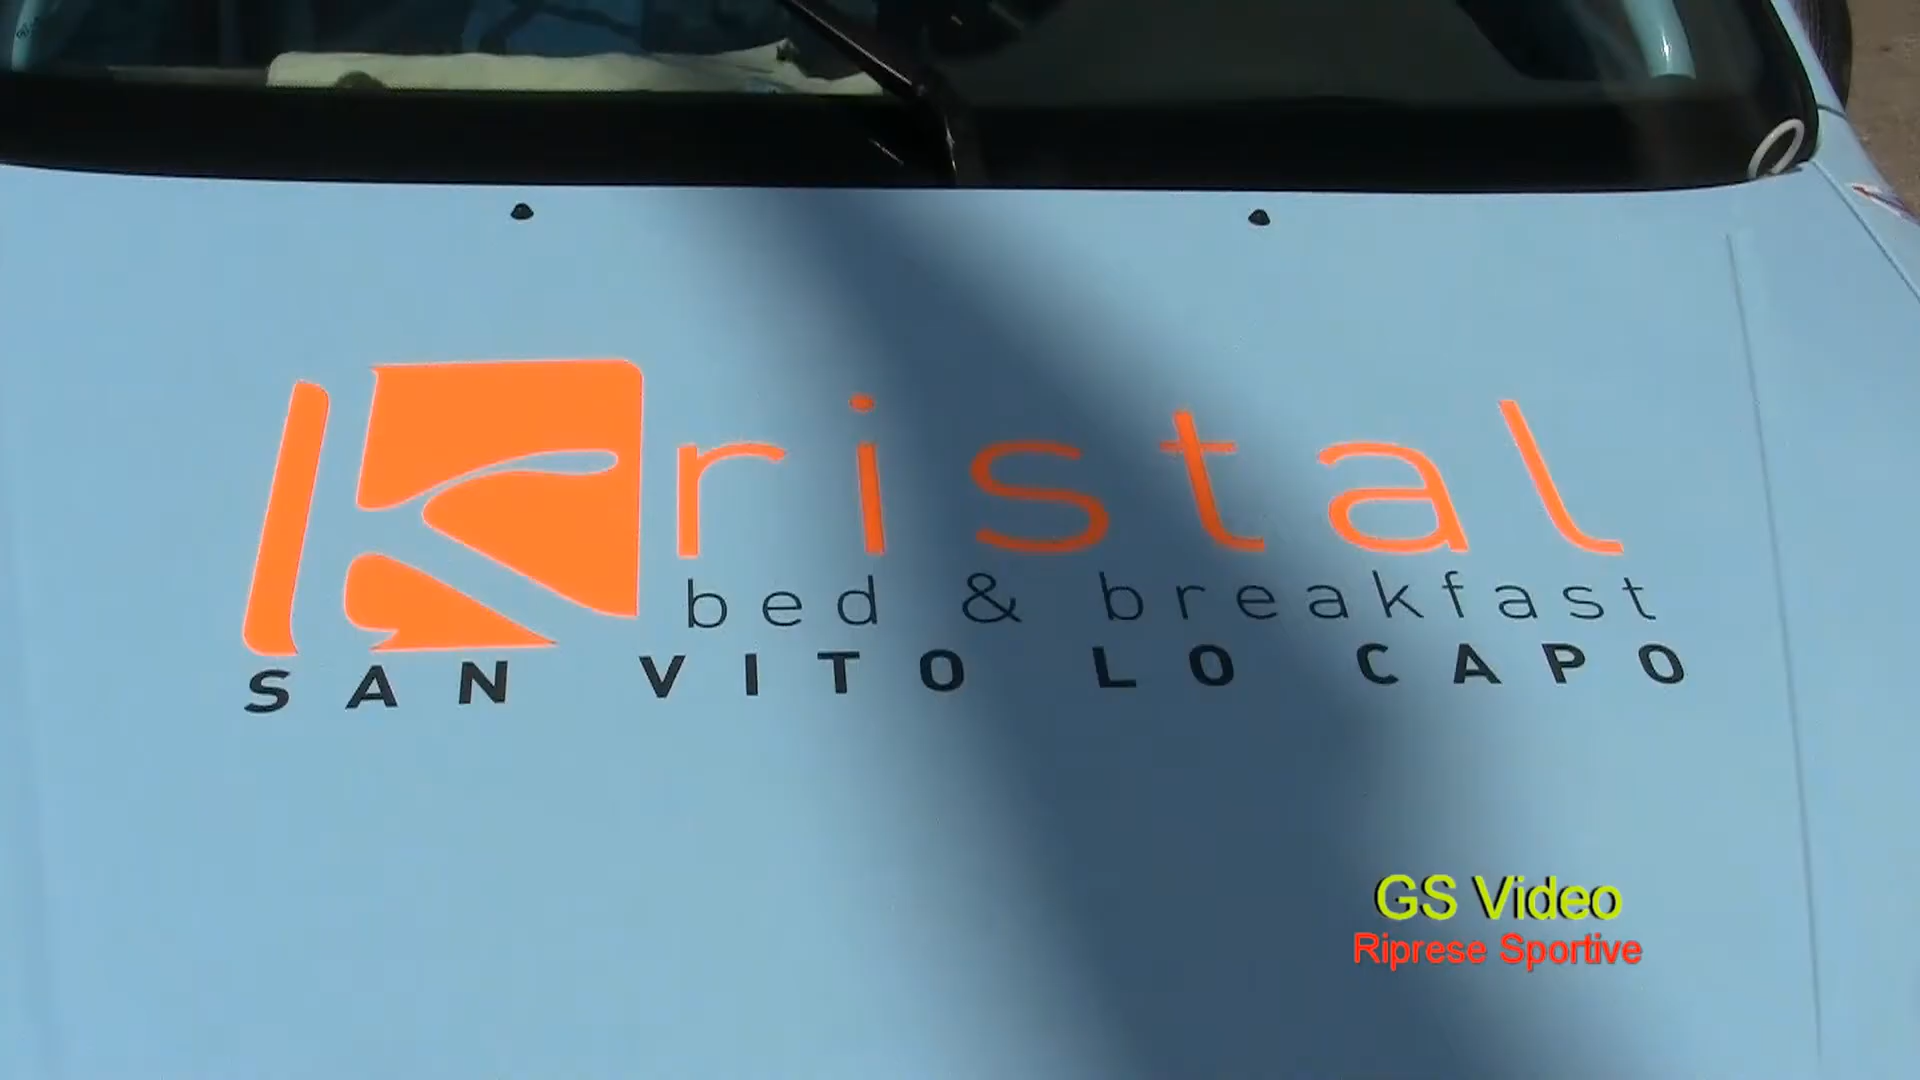 Kristal
bed & breakfast
SAN VITO LO CAPO
GS Video
Riprese Sportive